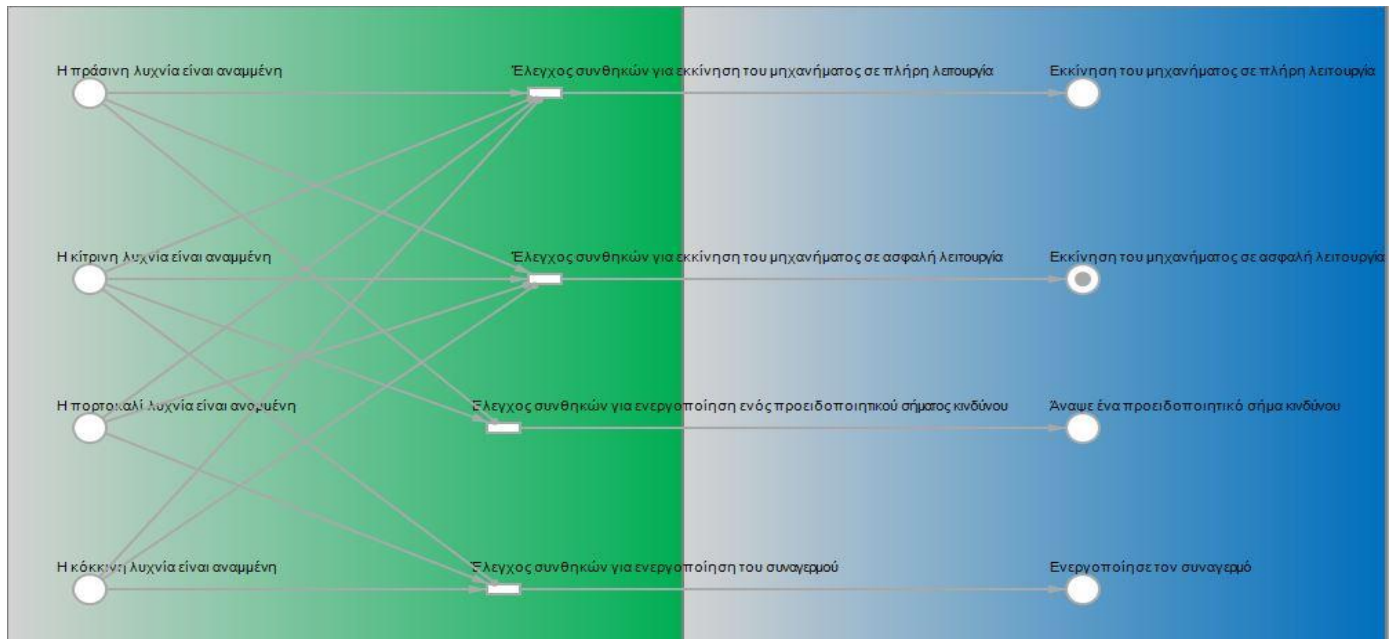 Η πράσινη λυχνία είναι αναμμένη
Έλεγχος συνθηκών για εκκίνηση του μηχανήματος σε πλήρη λειτουργία
Εκκίνηση του μηχανήματος σε πλήρη λειτουργία
Η κίτρινη λυχνία είναι αναμμένη
Έλεγχος συνθηκών για εκκίνηση του μηχανήματος σε ασφαλή λειτουργία
Εκκίνηση του μηχανήματος σε ασφαλή λειτουργία
Η πορτοκαλί λυχνία είναι αναμμένη
Έλεγχος συνθηκών για ενεργοποίηση ενός προειδοποιητικού σήματος κινδύνου
Άναψε ένα προειδοποιητικό σήμα κινδύνου
Η κόκκινη λυχνία είναι αναμμένη
Έλεγχος συνθηκών για ενεργοποίηση του συναγερμού
Ενεργοποίησε τον συναγερμό